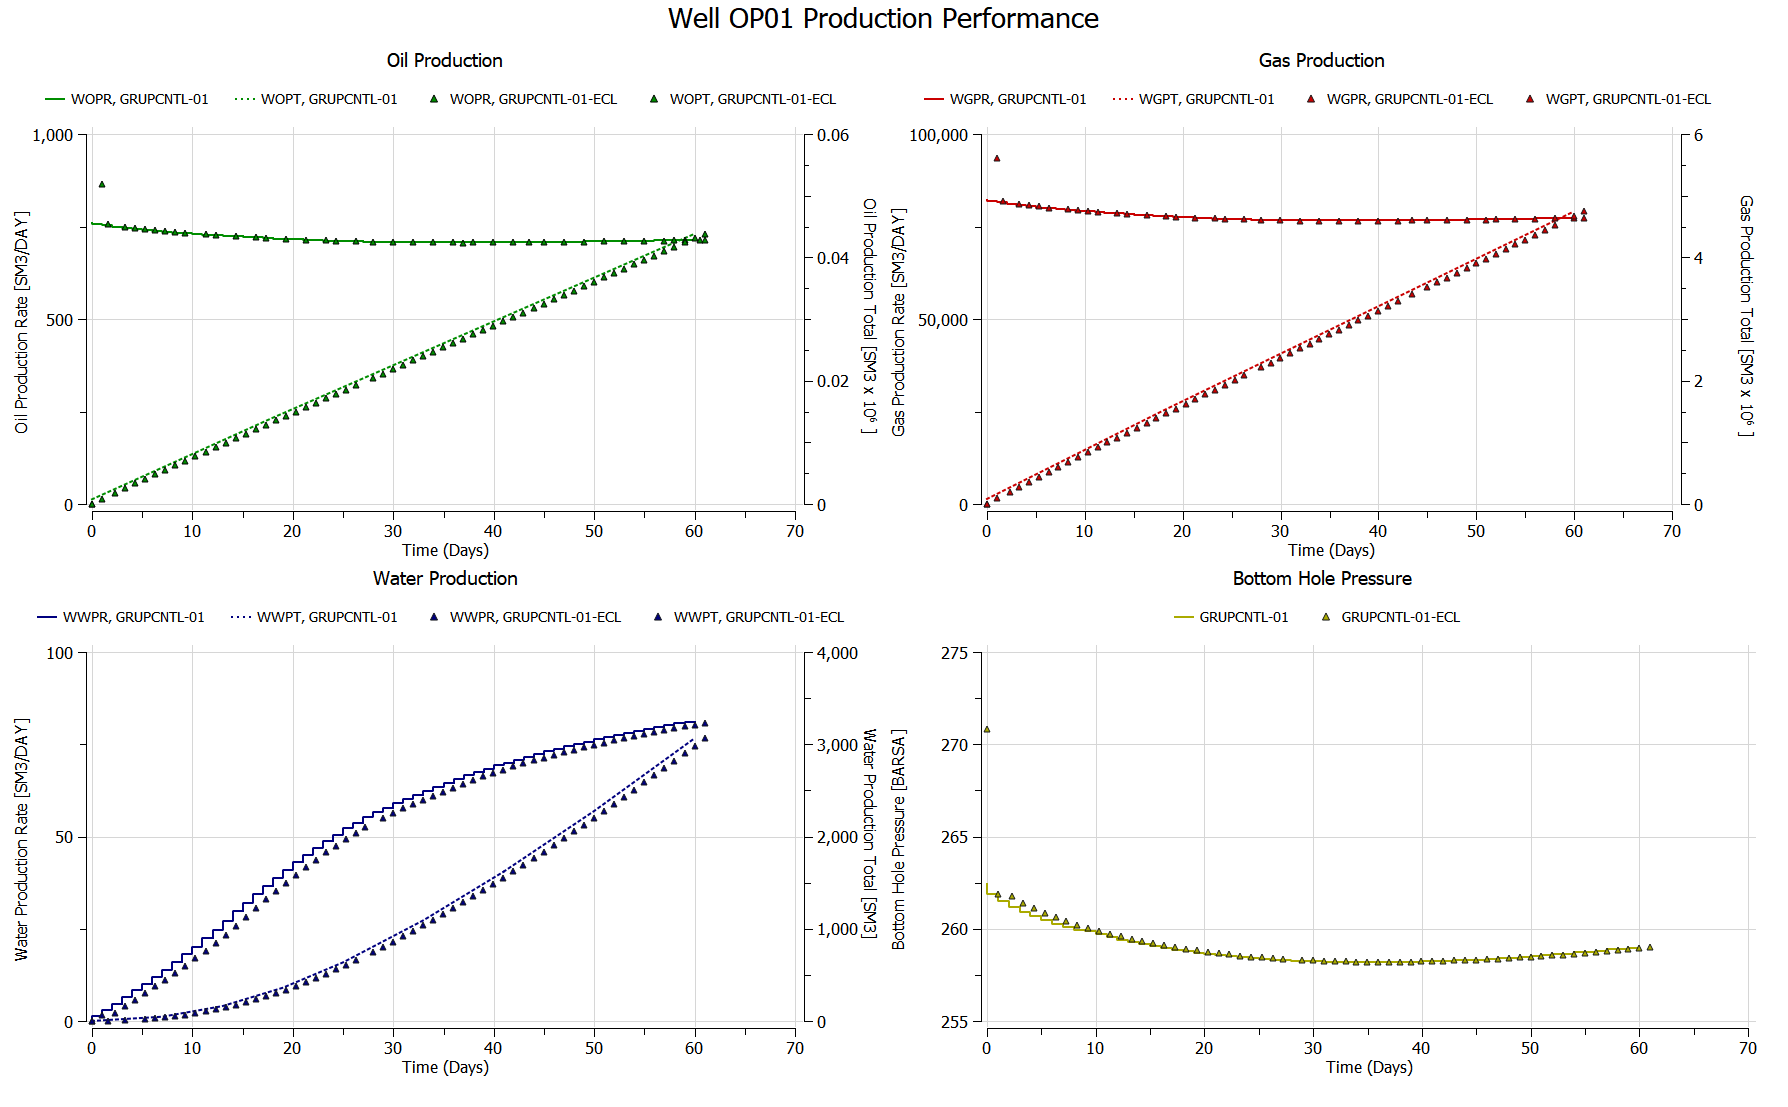 Well OP01 Production Performance
Oil Production
WOPR, GRUPCNTL-01 WOPT, GRUPCNTL-01 WOPR, GRUPCNTL-01-ECL WOPT, GRUPCNTL-01-ECL
Oil Production Rate [SM3/DAY]
1,000
500
0
0.06
0.04
0.02
0
Oil Production Total [SM3 x 10⁶ ]
0 10 20 30 40 50 60 70
Time (Days)
Gas Production
WGPR, GRUPCNTL-01 WGPT, GRUPCNTL-01 WGPR, GRUPCNTL-01-ECL WGPT, GRUPCNTL-01-ECL
Gas Production Rate [SM3/DAY]
100,000
50,000
0
6
4
2
0
Gas Production Total [SM3 x 10⁶ ]
0 10 20 30 40 50 60 70
Time (Days)
Water Production
WWPR, GRUPCNTL-01 WWPT, GRUPCNTL-01 WWPR, GRUPCNTL-01-ECL WWPT, GRUPCNTL-01-ECL
Water Production Rate [SM3/DAY]
100
50
0
4,000
3,000
2,000
1,000
0
Water Production Total [SM3]
0 10 20 30 40 50 60 70
Time (Days)
Bottom Hole Pressure
GRUPCNTL-01 GRUPCNTL-01-ECL
Bottom Hole Pressure [BARSA]
275
270
265
260
255
0 10 20 30 40 50 60 70
Time (Days)